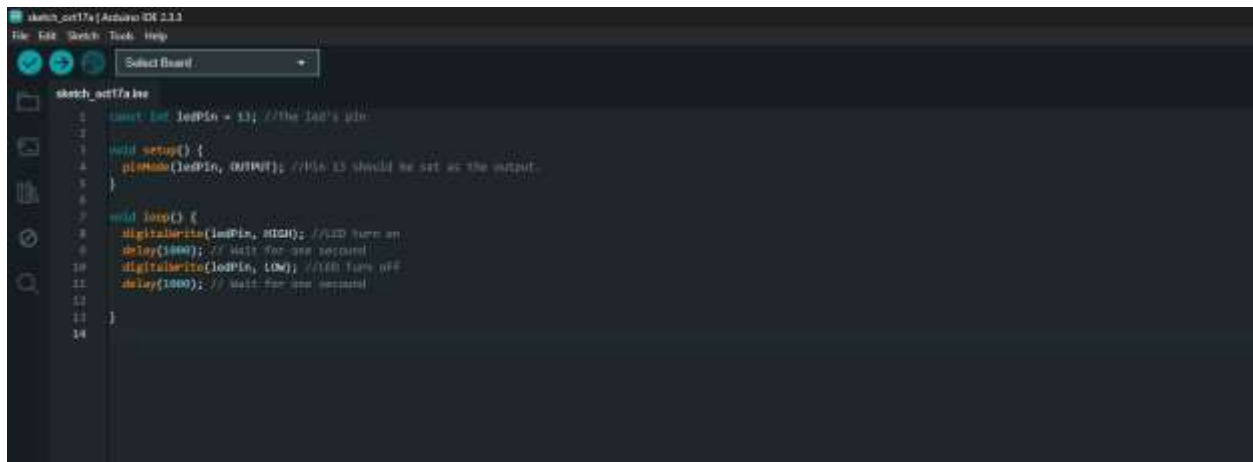 sketch_oct17a | Arduino IDE 2.3.3
File Edit Sketch Tools Help
Select Board
sketch_oct17a.ino
1 const int ledPin = 13; //The led's pin
2
3 void setup() {
4 pinMode(ledPin, OUTPUT); //Pin 13 should be set as the output.
5 }
6
7 void loop() {
8 digitalWrite(ledPin, HIGH); //LED turn on
9 delay(1000); // Wait for one secound
10 digitalWrite(ledPin, LOW); //LED Turn off
11 delay(1000); // Wait for one secound
12
13 }
14